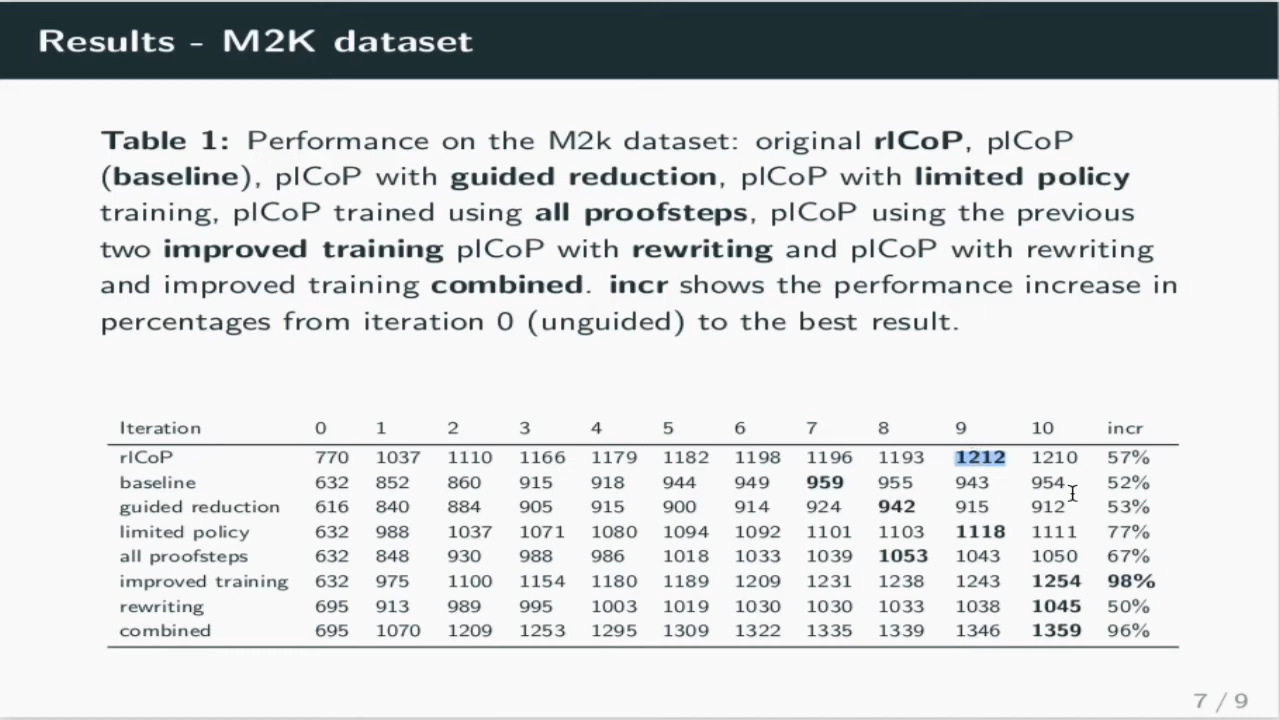 Results - M2K dataset
Table 1: Performance on the M2k dataset: original rlCoP, plCoP
(baseline), plCoP with guided reduction, plCoP with limited policy
training, plCoP trained using all proofsteps, plCoP using the previous
two improved training plCoP with rewriting and plCoP with rewriting
and improved training combined. incr shows the performance increase in
percentages from iteration 0 (unguided) to the best result.
Iteration 0 1 2 3 4 5 6 7 8 9 10 incr
rlCoP 770 1037 1110 1166 1179 1182 1198 1196 1193 1212 1210 57%
baseline 632 852 860 915 918 944 949 959 955 943 954 52%
guided reduction 616 840 884 905 915 900 914 924 942 915 912 53%
limited policy 632 988 1037 1071 1080 1094 1092 1101 1103 1118 1111 77%
all proofsteps 632 848 930 988 986 1018 1033 1039 1053 1043 1050 67%
improved training 632 975 1100 1154 1180 1189 1209 1231 1238 1243 1254 98%
rewriting 695 913 989 995 1003 1019 1030 1030 1033 1038 1045 50%
combined 695 1070 1209 1253 1295 1309 1322 1335 1339 1346 1359 96%
7 / 9